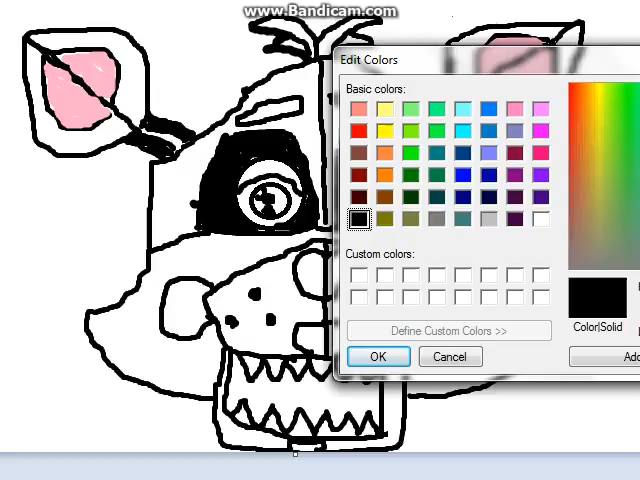 www.Bandicam.com
Edit Colors
Basic colors:
Custom colors:
Define Custom Colors >>
Color|Solid
OK
Cancel